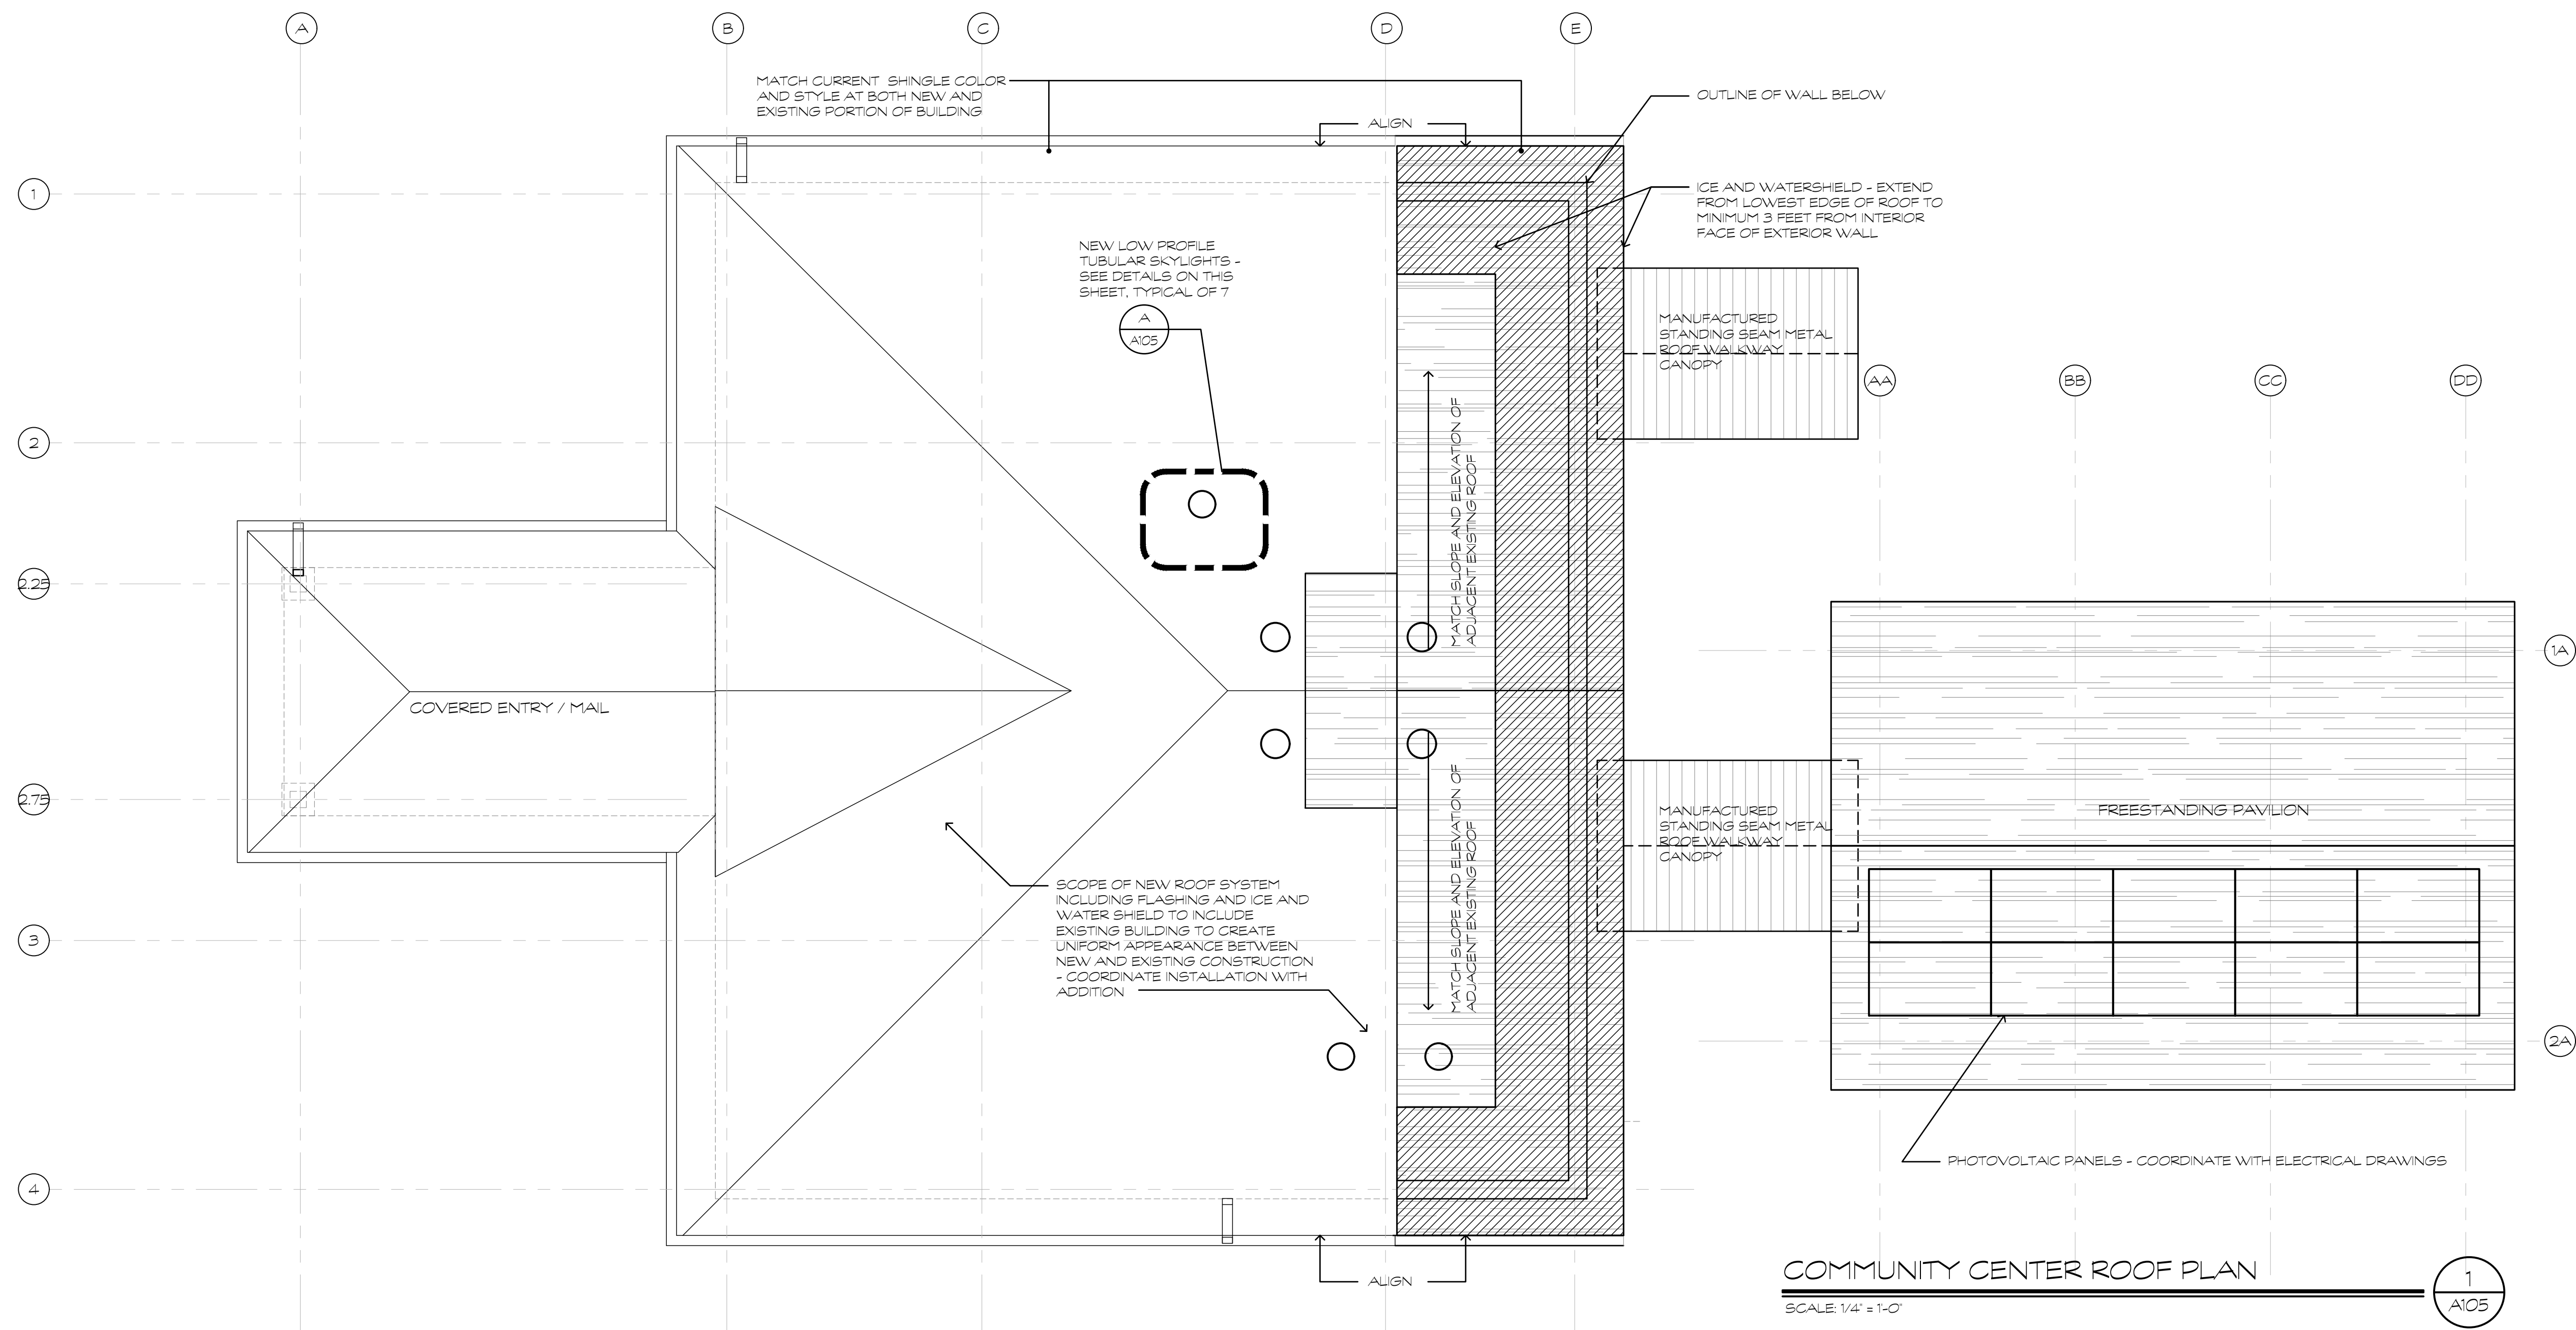 A
B
C
D
E
MATCH CURRENT SHINGLE COLOR
AND STYLE AT BOTH NEW AND
EXISTING PORTION OF BUILDING
OUTLINE OF WALL BELOW
ALIGN
ICE AND WATERSHIELD - EXTEND
FROM LOWEST EDGE OF ROOF TO
MINIMUM 3 FEET FROM INTERIOR
FACE OF EXTERIOR WALL
1
NEW LOW PROFILE
TUBULAR SKYLIGHTS -
SEE DETAILS ON THIS
SHEET, TYPICAL OF 7
A
A105
MANUFACTURED
STANDING SEAM METAL
ROOF WALKWAY
CANOPY
AA
BB
CC
DD
2
MATCH SLOPE AND ELEVATION OF
ADJACENT EXISTING ROOF
2.25
1A
COVERED ENTRY / MAIL
2.75
MATCH SLOPE AND ELEVATION OF
ADJACENT EXISTING ROOF
MANUFACTURED
STANDING SEAM METAL
ROOF WALKWAY
CANOPY
FREESTANDING PAVILION
SCOPE OF NEW ROOF SYSTEM
INCLUDING FLASHING AND ICE AND
WATER SHIELD TO INCLUDE
EXISTING BUILDING TO CREATE
UNIFORM APPEARANCE BETWEEN
NEW AND EXISTING CONSTRUCTION
- COORDINATE INSTALLATION WITH
ADDITION
3
2A
PHOTOVOLTAIC PANELS - COORDINATE WITH ELECTRICAL DRAWINGS
4
ALIGN
COMMUNITY CENTER ROOF PLAN
SCALE: 1/4" = 1'-0"
1
A105